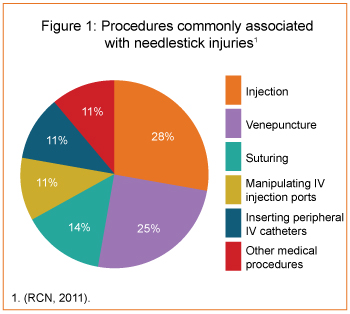 Figure 1: Procedures commonly associated
with needlestick injuries¹
28%
25%
14%
11%
11%
11%
Injection
Venepuncture
Suturing
Manipulating IV
injection ports
Inserting peripheral
IV catheters
Other medical
procedures
1. (RCN, 2011).